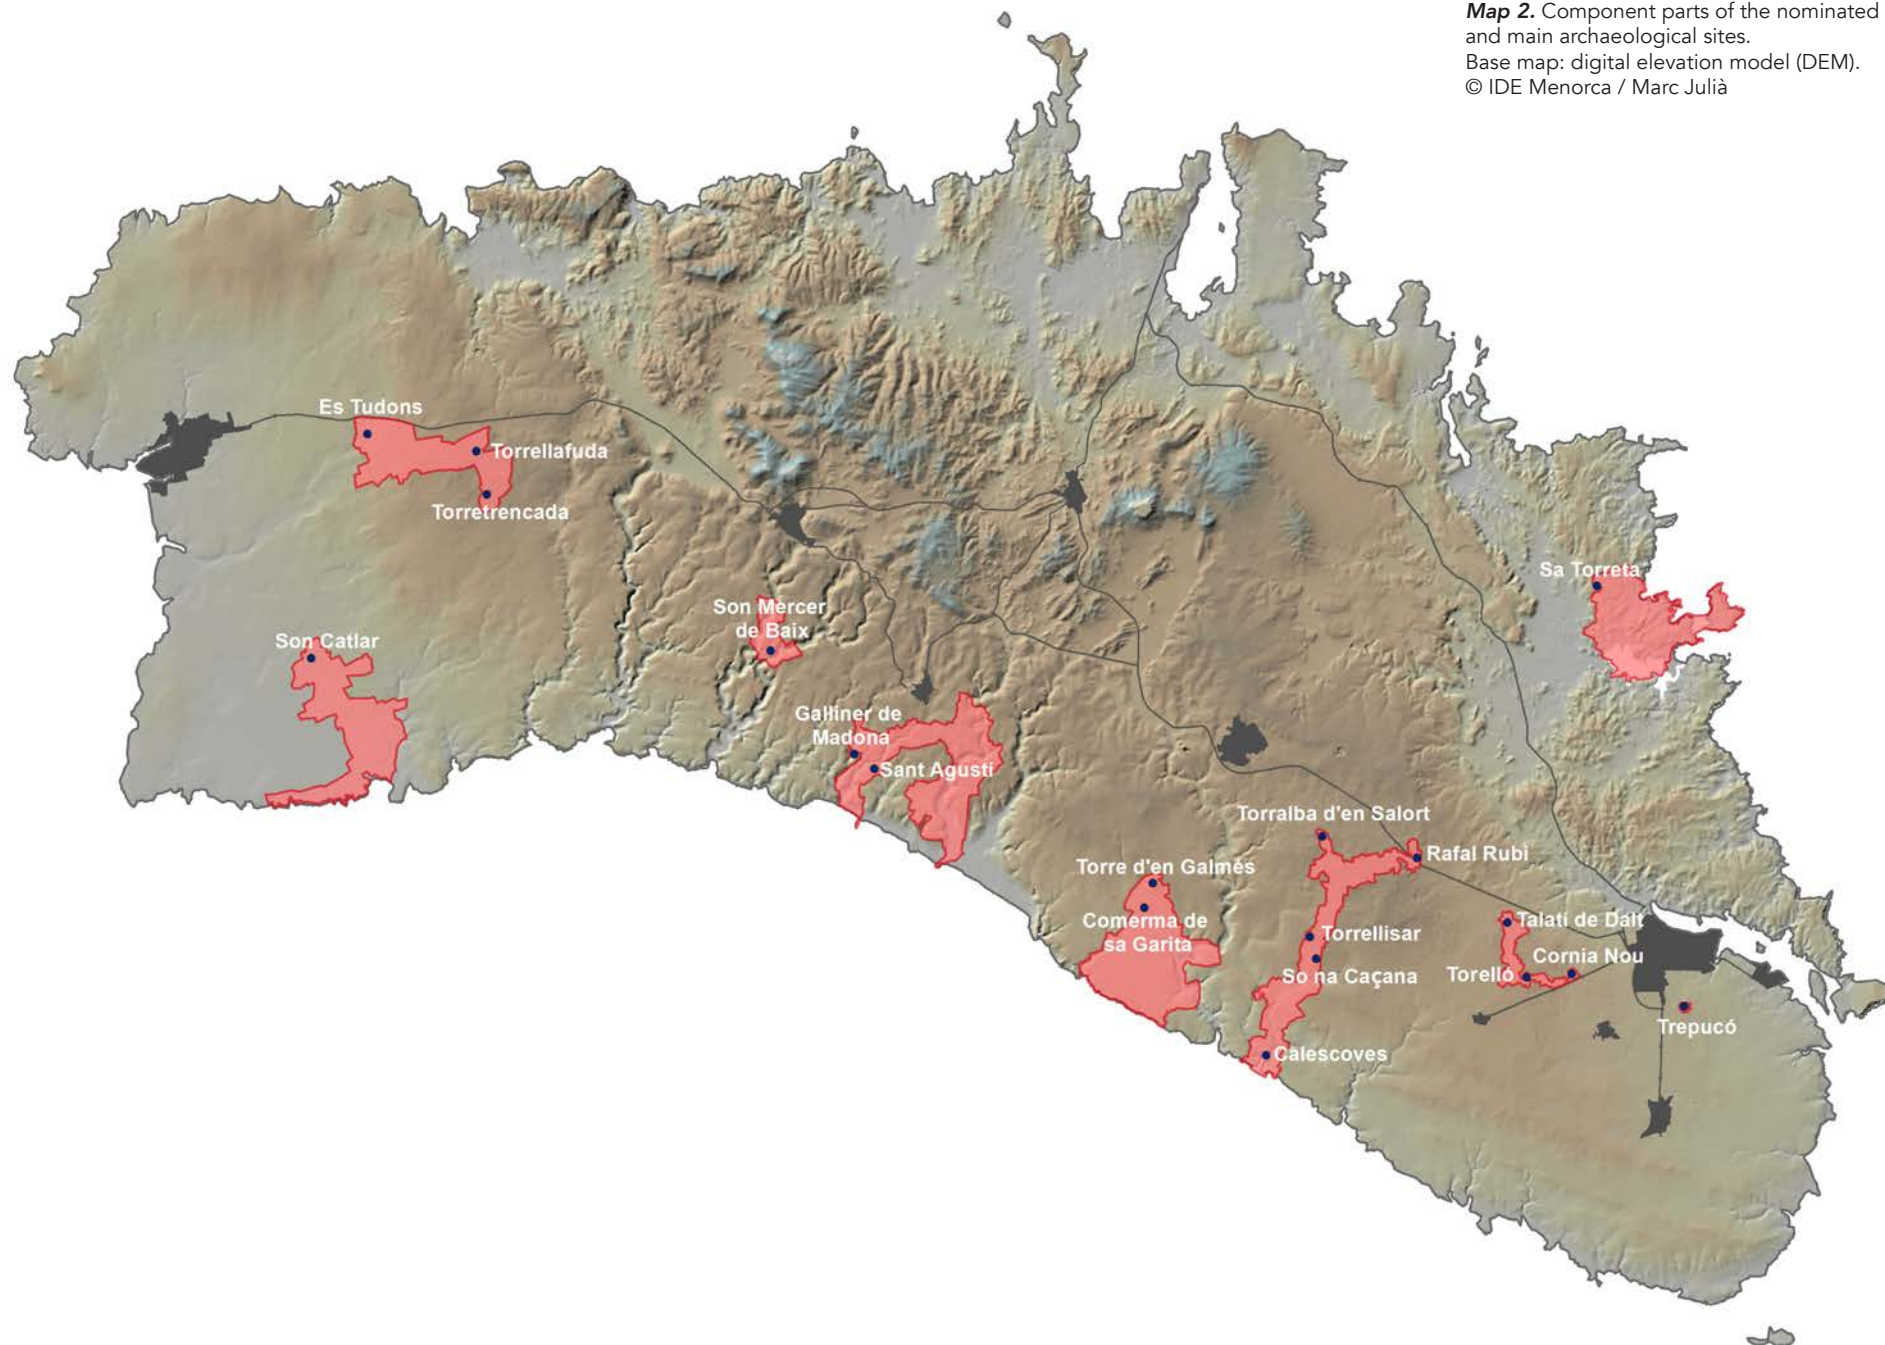 Map 2. Component parts of the nominated
and main archaeological sites.
Base map: digital elevation model (DEM).
© IDE Menorca / Marc Julià
Es Tudons
Torrellafuda
Torretrencada
Sa Torreta
Son Mercer
de Baix
Son Catlar
Galliner de
Madona
Sant Agustí
Torralba d'en Salort
Rafal Rubí
Torre d'en Galmés
Comerma de
sa Garita
Talatí de Dalt
Torrellisar
Cornia Nou
So na Caçana
Torelló
Trepucó
Calescoves